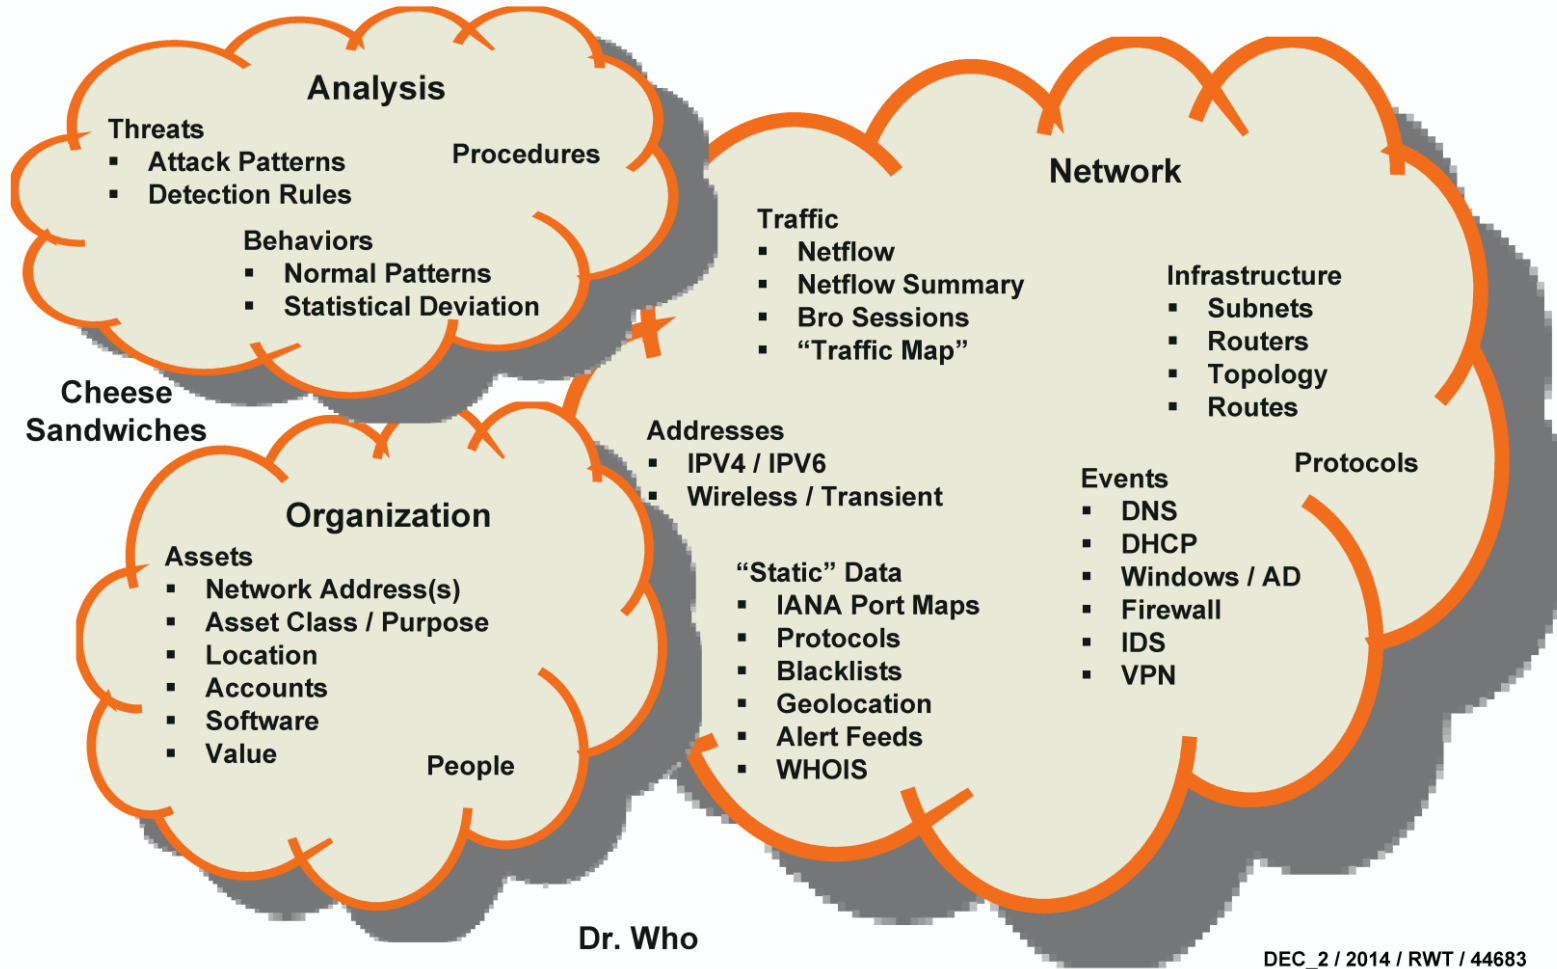 Analysis
Threats
▪ Attack Patterns
▪ Detection Rules
Procedures
Behaviors
▪ Normal Patterns
▪ Statistical Deviation
Cheese
Sandwiches
Organization
Assets
▪ Network Address(s)
▪ Asset Class / Purpose
▪ Location
▪ Accounts
▪ Software
▪ Value
People
Network
Traffic
▪ Netflow
▪ Netflow Summary
▪ Bro Sessions
▪ “Traffic Map”
Infrastructure
▪ Subnets
▪ Routers
▪ Topology
▪ Routes
Addresses
▪ IPV4 / IPV6
▪ Wireless / Transient
Protocols
Events
▪ DNS
▪ DHCP
▪ Windows / AD
▪ Firewall
▪ IDS
▪ VPN
“Static” Data
▪ IANA Port Maps
▪ Protocols
▪ Blacklists
▪ Geolocation
▪ Alert Feeds
▪ WHOIS
Dr. Who
DEC_2 / 2014 / RWT / 44683